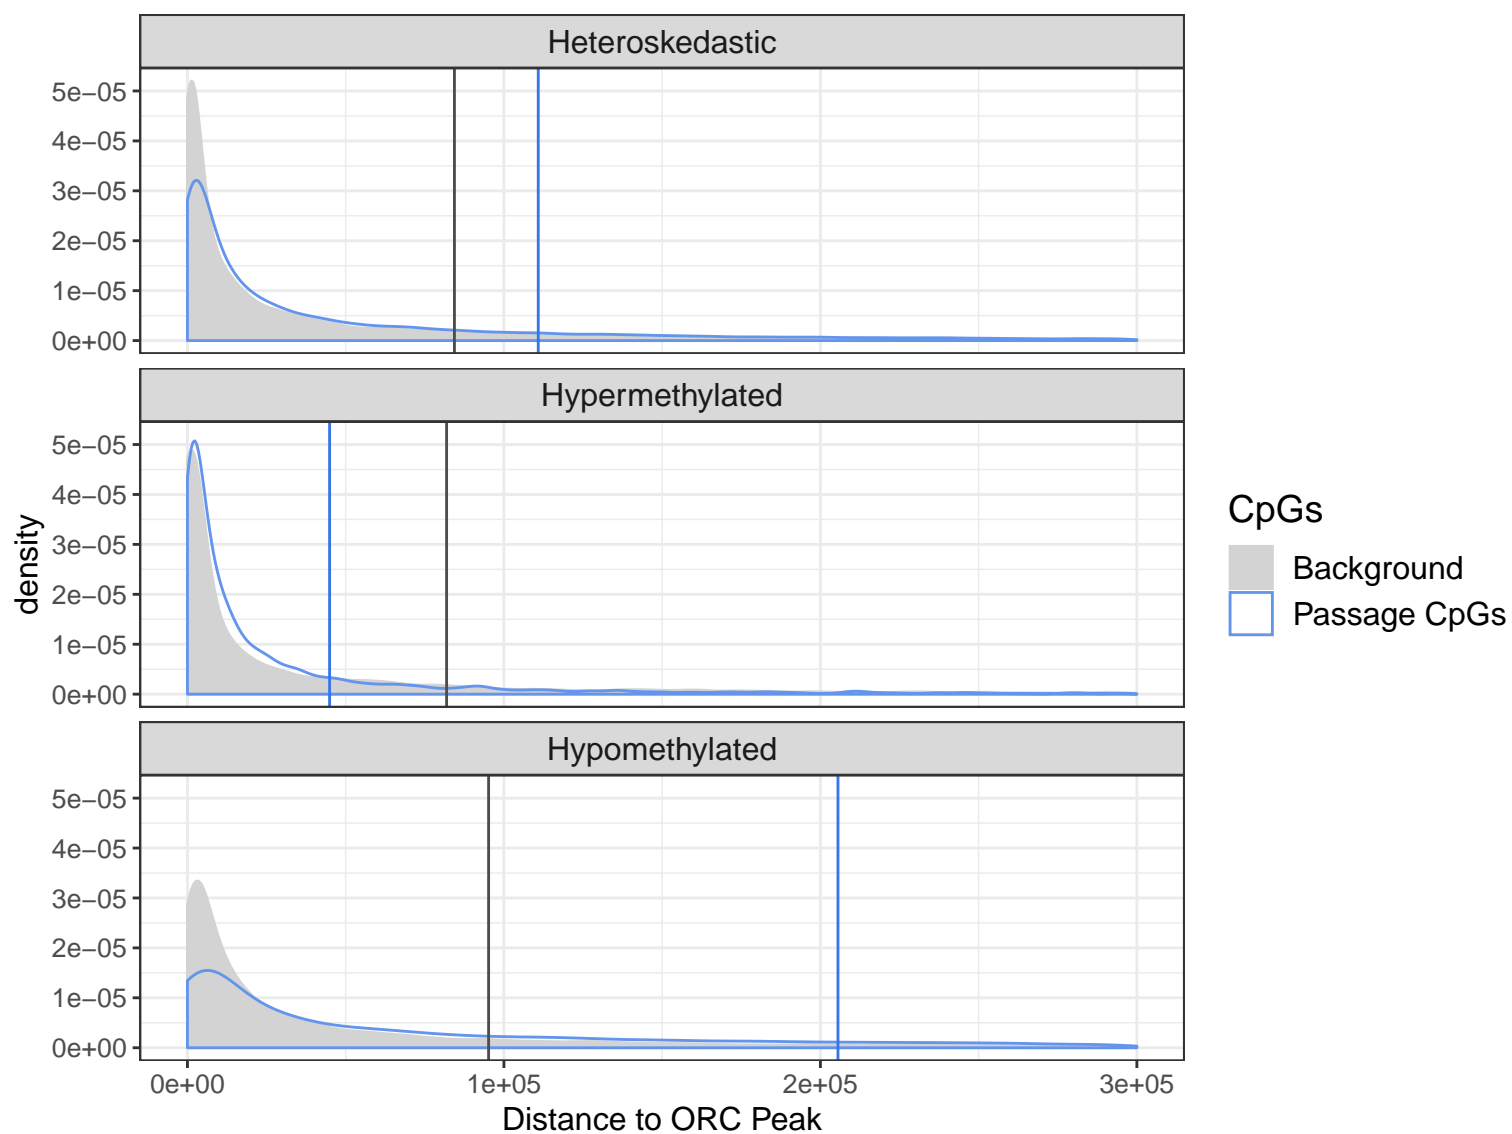 Heteroskedastic
5e−05
4e−05
3e−05
2e−05
1e−05
0e+00
Hypermethylated
5e−05
4e−05
3e−05
2e−05
1e−05
0e+00
Hypomethylated
5e−05
4e−05
3e−05
2e−05
1e−05
0e+00
density
0e+00 1e+05 2e+05 3e+05
Distance to ORC Peak
CpGs
Background
Passage CpGs